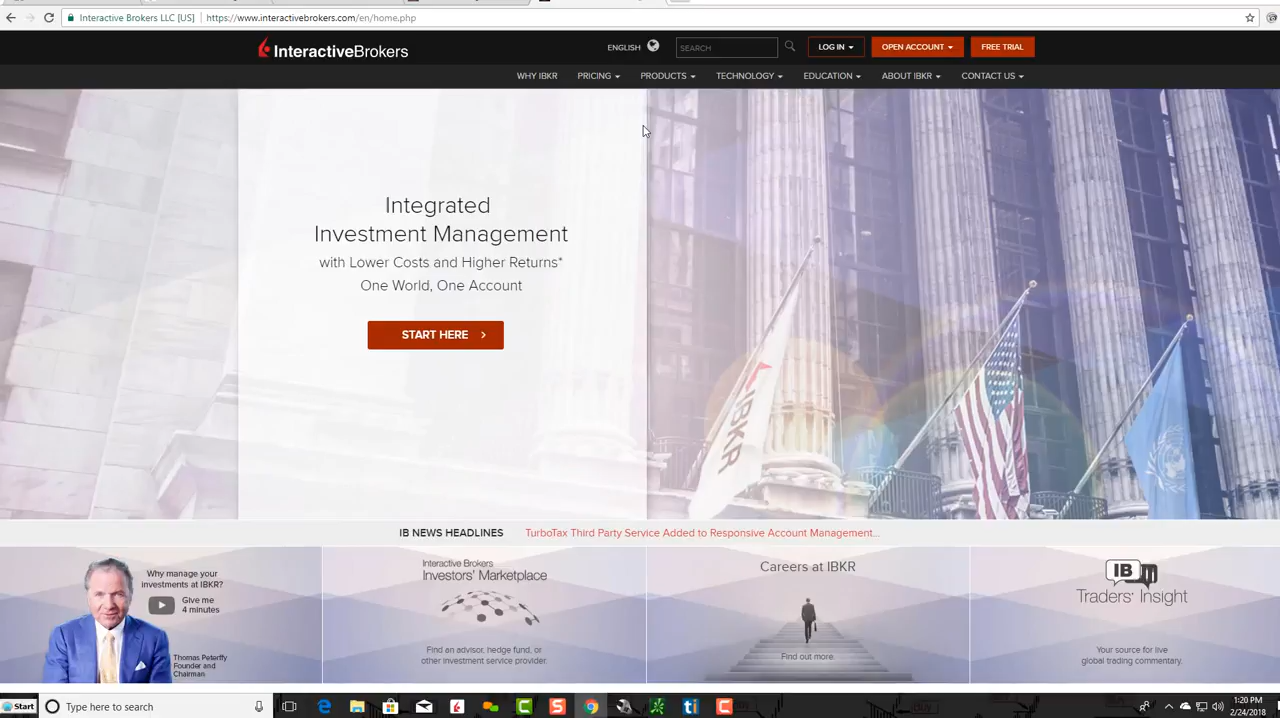 Interactive Brokers LLC [US]
https://www.interactivebrokers.com/en/home.php
InteractiveBrokers
ENGLISH
SEARCH
LOG IN
OPEN ACCOUNT
FREE TRIAL
WHY IBKR
PRICING
PRODUCTS
TECHNOLOGY
EDUCATION
ABOUT IBKR
CONTACT US
Integrated
Investment Management
with Lower Costs and Higher Returns*
One World, One Account
START HERE
IBKR
IB NEWS HEADLINES
TurboTax Third Party Service Added to Responsive Account Management...
Why manage your
investments at IBKR?
Give me
4 minutes
Thomas Peterffy
Founder and
Chairman
Interactive Brokers
Investors' Marketplace
Find an advisor, hedge fund, or
other investment service provider.
Careers at IBKR
Find out more.
IB
Traders' Insight
Your source for live
global trading commentary.
Start
Type here to search
1:20 PM
2/24/2018